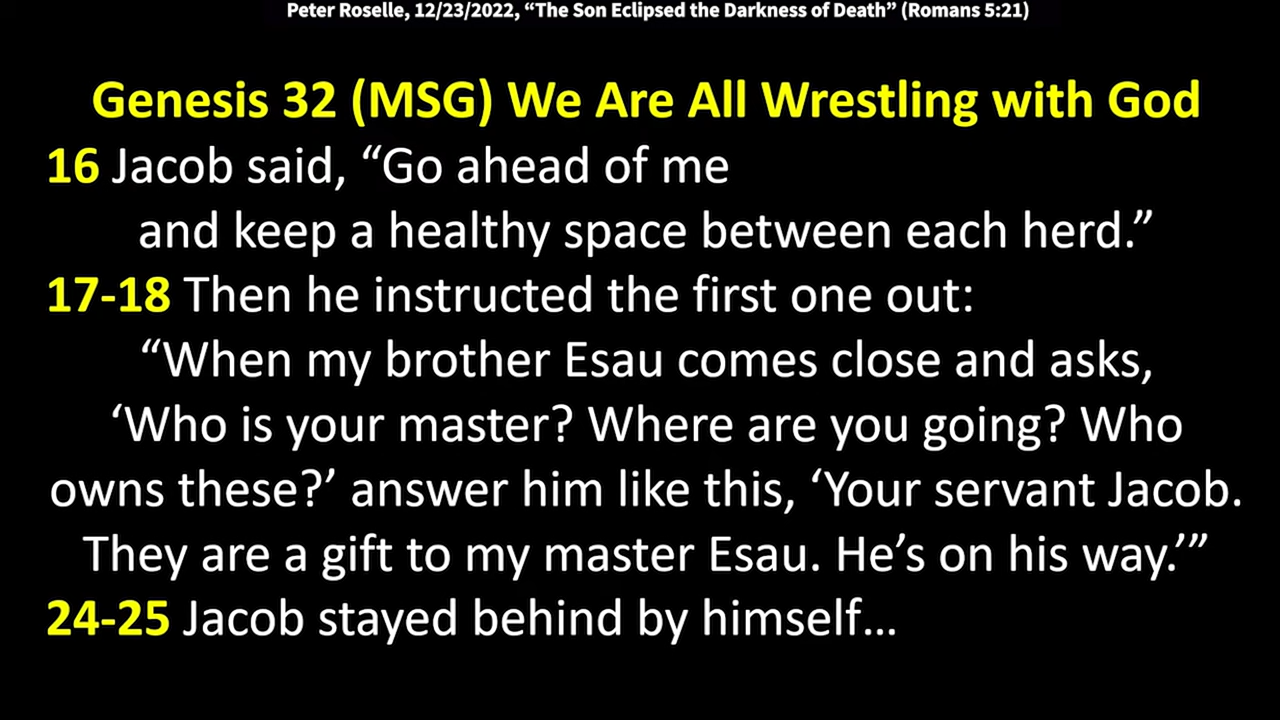 Peter Roselle, 12/23/2022, “The Son Eclipsed the Darkness of Death” (Romans 5:21)
Genesis 32 (MSG) We Are All Wrestling with God
16 Jacob said, “Go ahead of me
and keep a healthy space between each herd.”
17-18 Then he instructed the first one out:
“When my brother Esau comes close and asks,
‘Who is your master? Where are you going? Who
owns these?’ answer him like this, ‘Your servant Jacob.
They are a gift to my master Esau. He’s on his way.’”
24-25 Jacob stayed behind by himself…